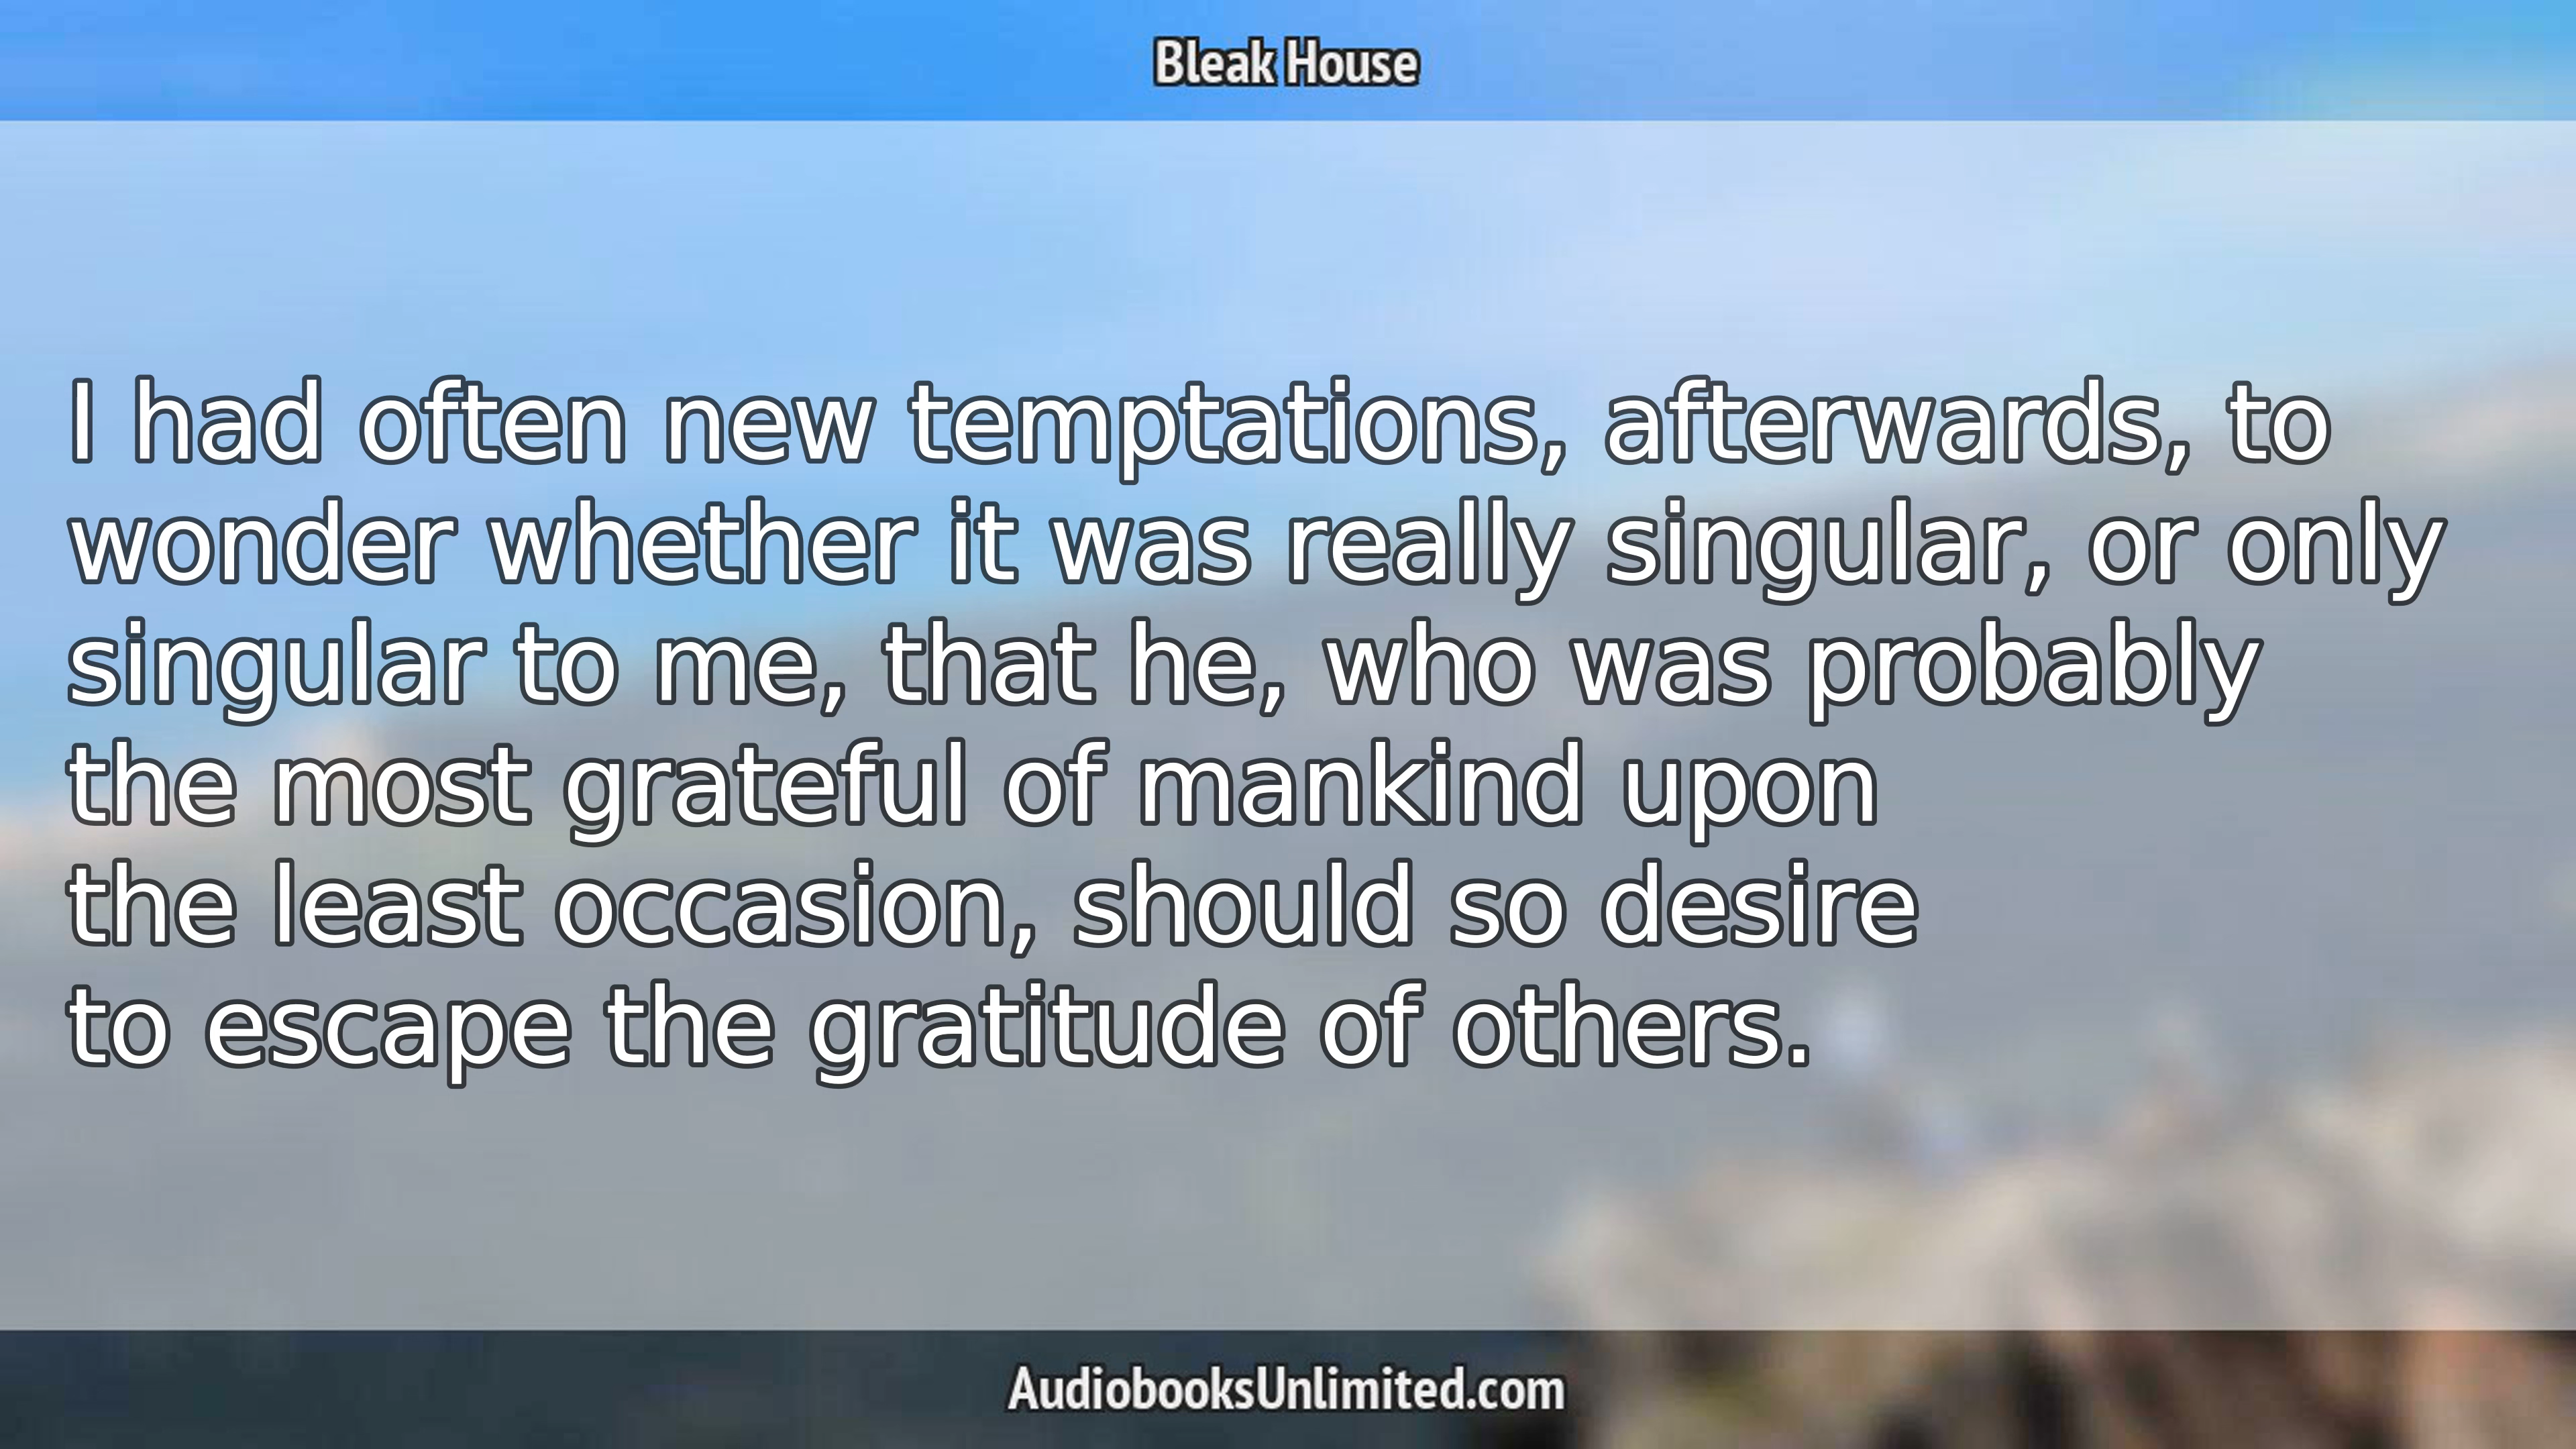 Bleak House
I had often new temptations, afterwards, to
wonder whether it was really singular, or only
singular to me, that he, who was probably
the most grateful of mankind upon
the least occasion, should so desire
to escape the gratitude of others.
AudiobooksUnlimited.com